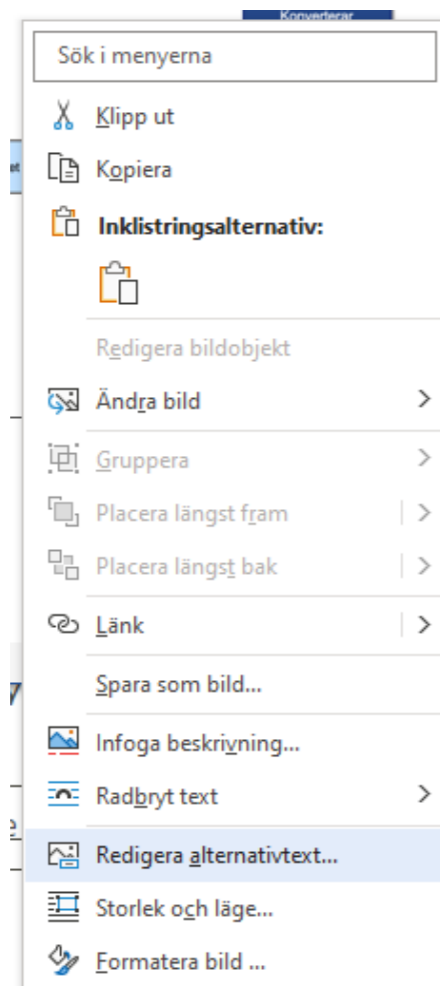 Konverterar
Sök i menyerna
Klipp ut
Kopiera
Inklistringsalternativ:
Redigera bildobjekt
Ändra bild
Gruppera
Placera längst fram
Placera längst bak
Länk
Spara som bild...
Infoga beskrivning...
Radbryt text
Redigera alternativtext...
Storlek och läge...
Formatera bild ...